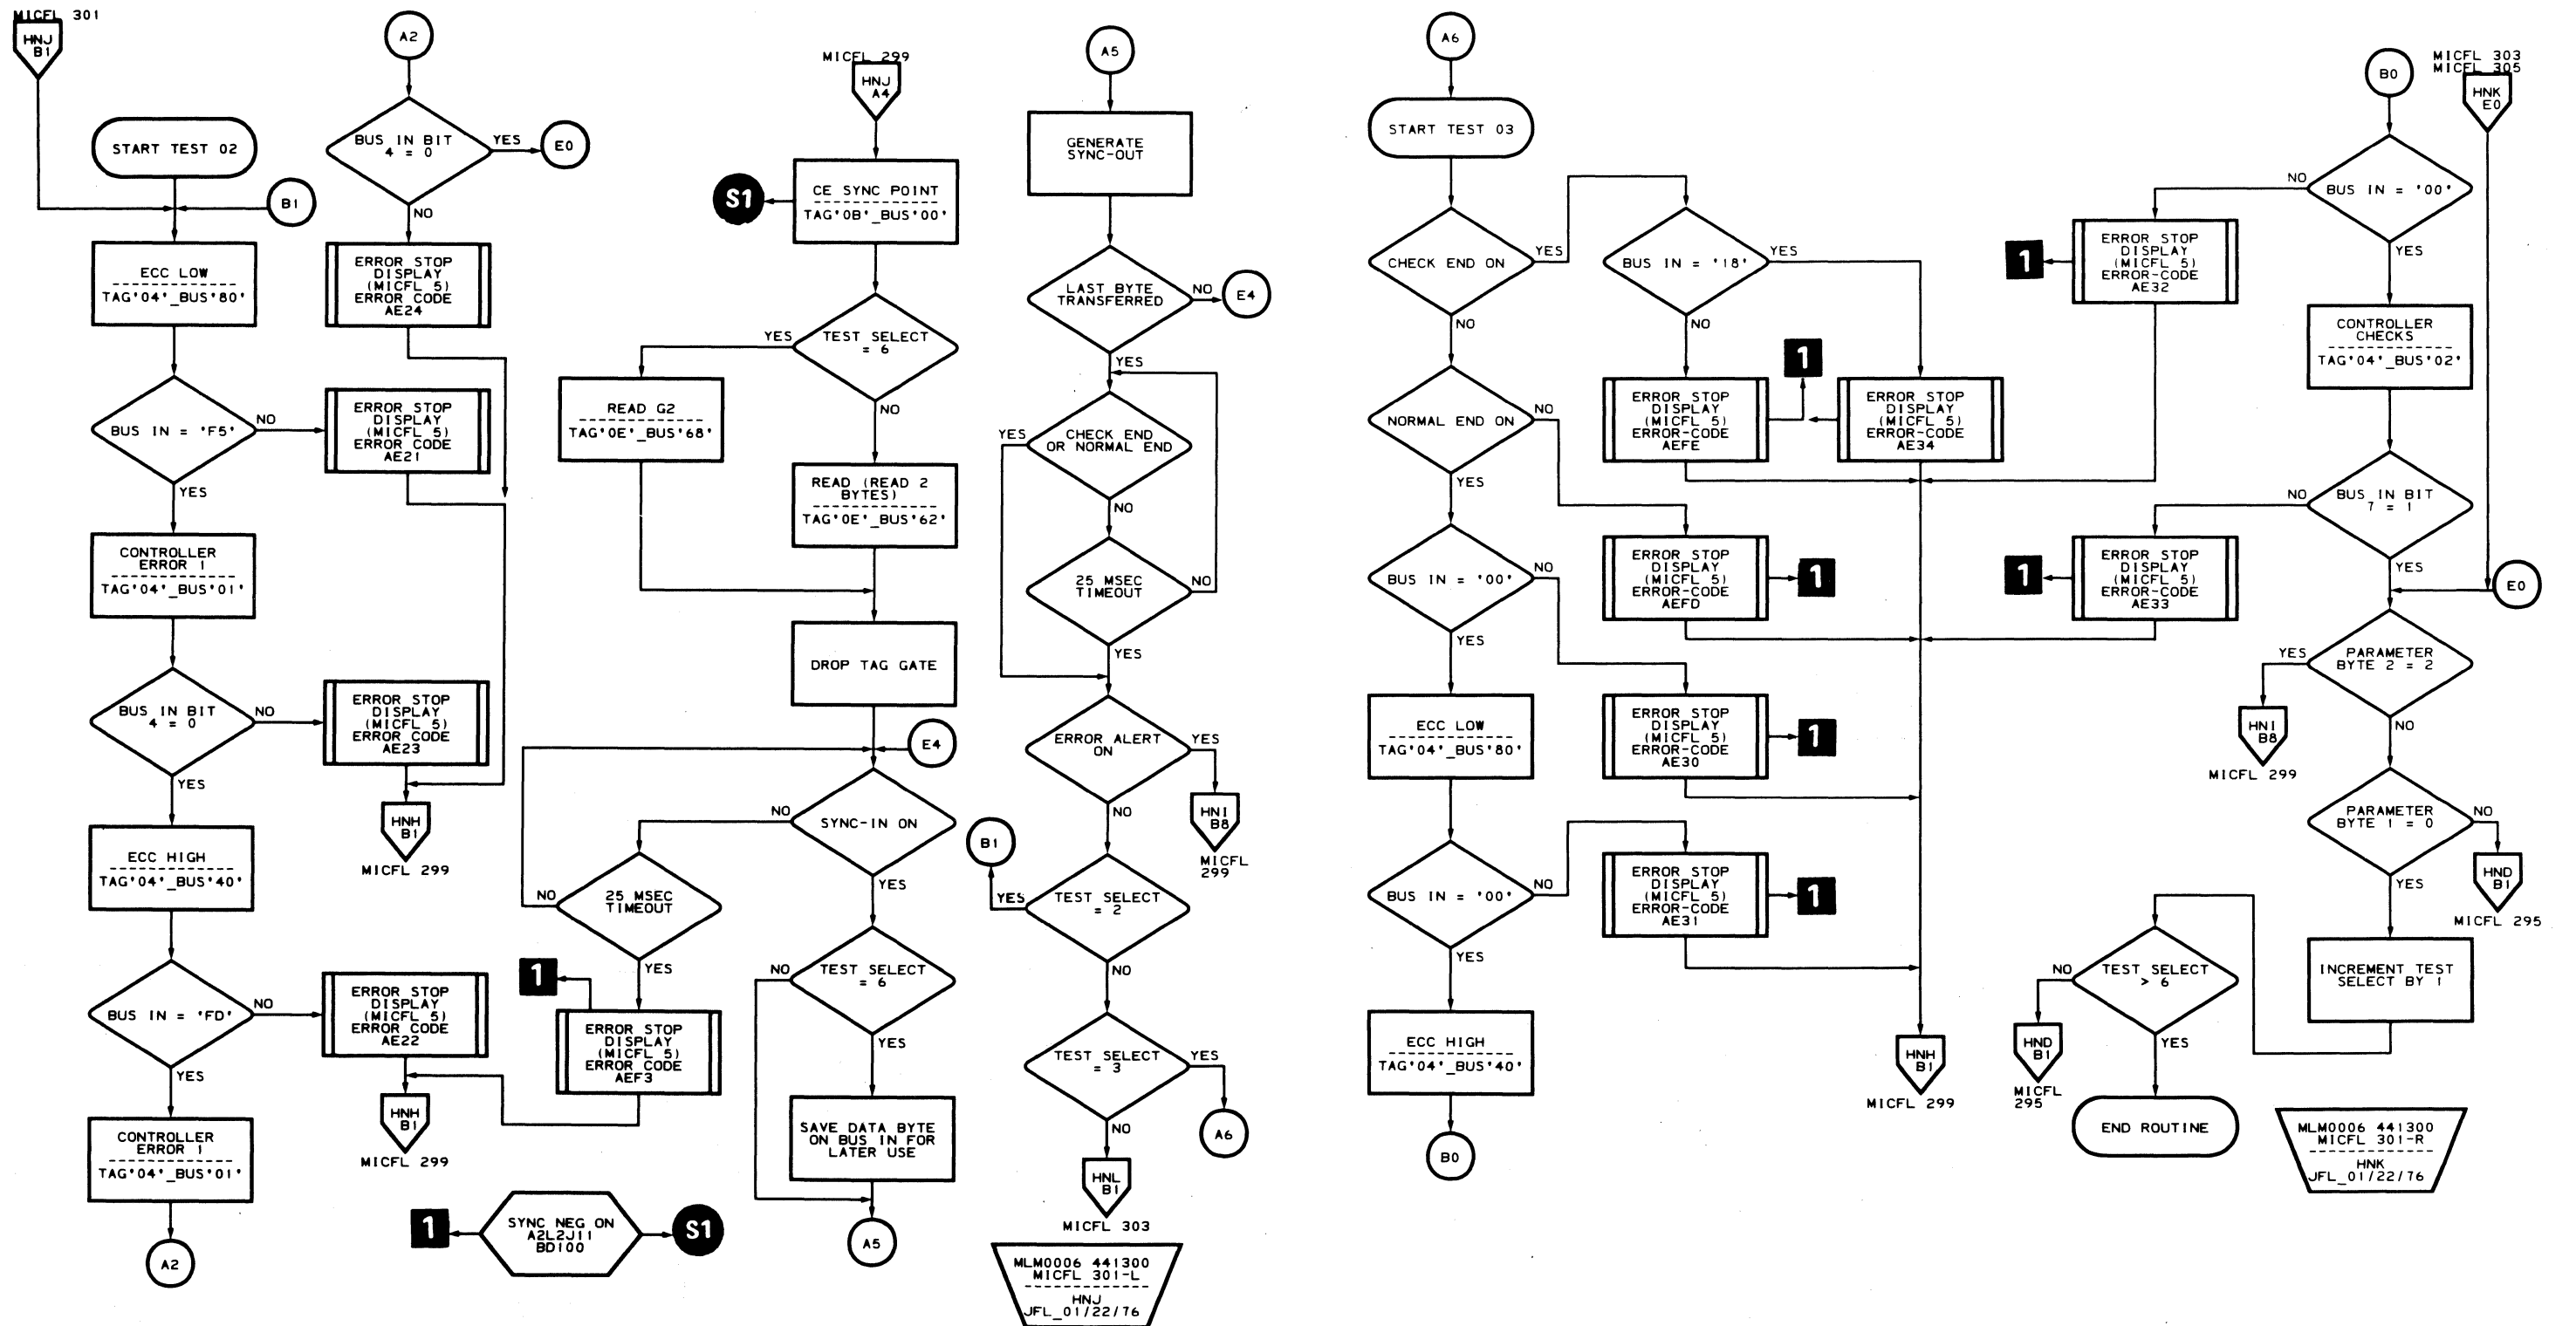 MICFL 301
HNJ
B1
START TEST 02
B1
ECC LOW
TAG'04'_BUS'80'
BUS IN = 'F5'
NO
YES
CONTROLLER
ERROR 1
TAG'04'_BUS'01'
BUS IN BIT
4 = 0
NO
YES
ECC HIGH
TAG'04'_BUS'40'
BUS IN = 'FD'
NO
YES
CONTROLLER
ERROR 1
TAG'04'_BUS'01'
A2
A2
BUS IN BIT
4 = 0
YES
E0
NO
ERROR STOP
DISPLAY
(MICFL 5)
ERROR CODE
AE24
ERROR STOP
DISPLAY
(MICFL 5)
ERROR CODE
AE21
ERROR STOP
DISPLAY
(MICFL 5)
ERROR CODE
AE23
HNH
B1
MICFL 299
ERROR STOP
DISPLAY
(MICFL 5)
ERROR CODE
AE22
HNH
B1
MICFL 299
1
SYNC NEG ON
A2L2J11
BD100
S1
MICFL 299
HNJ
A4
S1
CE SYNC POINT
TAG'0B'_BUS'00'
TEST SELECT
= 6
YES
NO
READ G2
TAG'0E'_BUS'68'
READ (READ 2
BYTES)
TAG'0E'_BUS'62'
DROP TAG GATE
E4
SYNC-IN ON
NO
YES
25 MSEC
TIMEOUT
NO
YES
1
ERROR STOP
DISPLAY
(MICFL 5)
ERROR CODE
AEF3
TEST SELECT
= 6
NO
YES
SAVE DATA BYTE
ON BUS IN FOR
LATER USE
A5
A5
GENERATE
SYNC-OUT
LAST BYTE
TRANSFERRED
NO
E4
YES
CHECK END
OR NORMAL END
YES
NO
25 MSEC
TIMEOUT
NO
YES
ERROR ALERT
ON
YES
HNI
B8
MICFL
299
NO
B1
YES
TEST SELECT
= 2
NO
TEST SELECT
= 3
YES
A6
NO
HNL
B1
MICFL 303
MLM0006 441300
MICFL 301-L
HNJ
JFL_01/22/76
A6
START TEST 03
CHECK END ON
YES
NO
BUS IN = '18'
YES
NO
NORMAL END ON
NO
YES
1
ERROR STOP
DISPLAY
(MICFL 5)
ERROR-CODE
AEFE
ERROR STOP
DISPLAY
(MICFL 5)
ERROR-CODE
AE34
BUS IN = '00'
NO
YES
ERROR STOP
DISPLAY
(MICFL 5)
ERROR-CODE
AEFD
1
ECC LOW
TAG'04'_BUS'80'
ERROR STOP
DISPLAY
(MICFL 5)
ERROR-CODE
AE30
1
BUS IN = '00'
NO
YES
ERROR STOP
DISPLAY
(MICFL 5)
ERROR-CODE
AE31
1
ECC HIGH
TAG'04'_BUS'40'
B0
HNH
B1
MICFL 299
B0
MICFL 303
MICFL 305
HNK
E0
BUS IN = '00'
NO
YES
1
ERROR STOP
DISPLAY
(MICFL 5)
ERROR-CODE
AE32
CONTROLLER
CHECKS
TAG'04'_BUS'02'
BUS IN BIT
7 = 1
NO
YES
1
ERROR STOP
DISPLAY
(MICFL 5)
ERROR-CODE
AE33
E0
PARAMETER
BYTE 2 = 2
YES
HNI
B8
MICFL 299
NO
PARAMETER
BYTE 1 = 0
NO
HND
B1
MICFL 295
YES
INCREMENT TEST
SELECT BY 1
TEST SELECT
> 6
NO
HND
B1
MICFL
295
YES
END ROUTINE
MLM0006 441300
MICFL 301-R
HNK
JFL_01/22/76